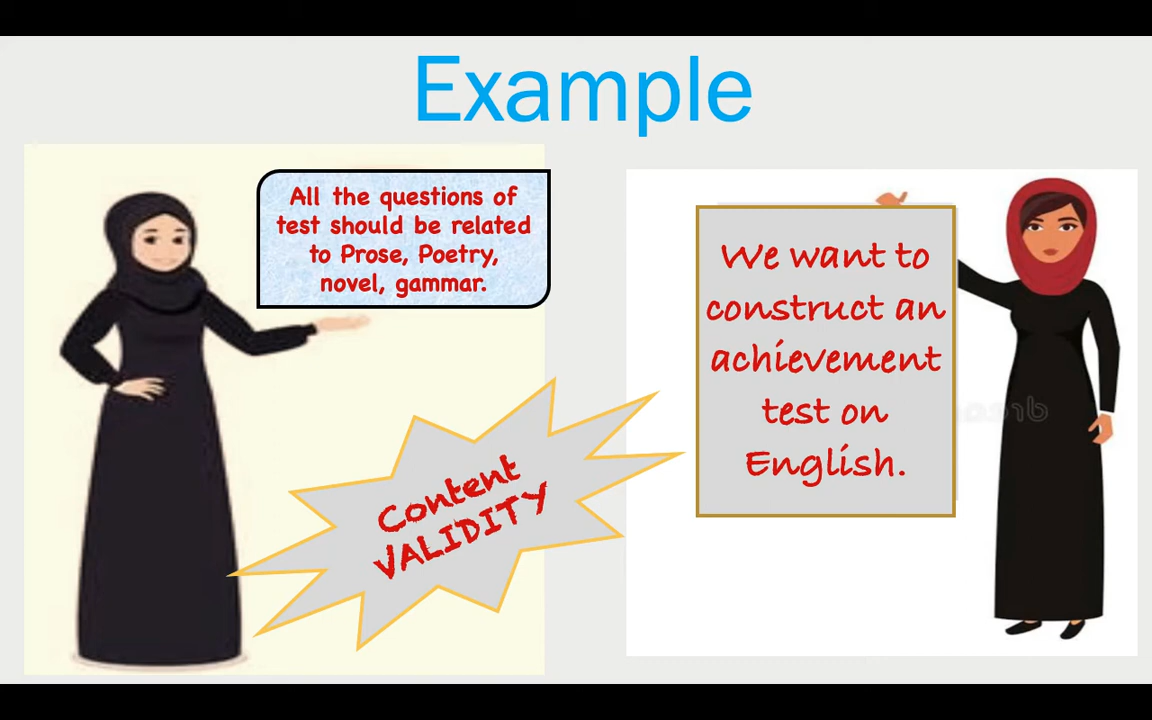 Example
All the questions of
test should be related
to Prose, Poetry,
novel, gammar.
We want to
construct an
achievement
test on
English.
Content
VALIDITY